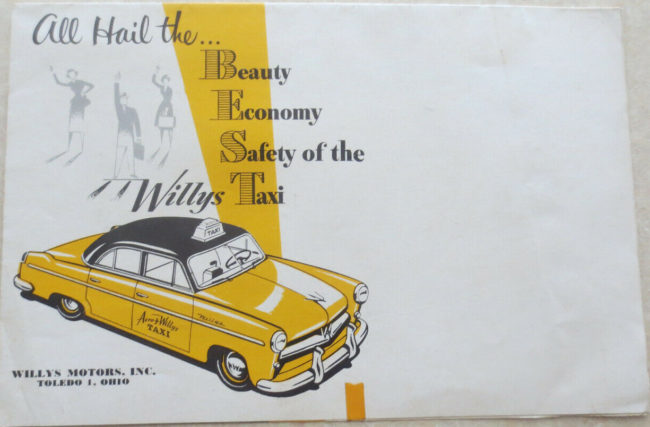 All Hail the...
Beauty
Economy
Safety of the
Willys Taxi
TAXI
Aero Willys
TAXI
WILLYS MOTORS, INC.
TOLEDO 1, OHIO